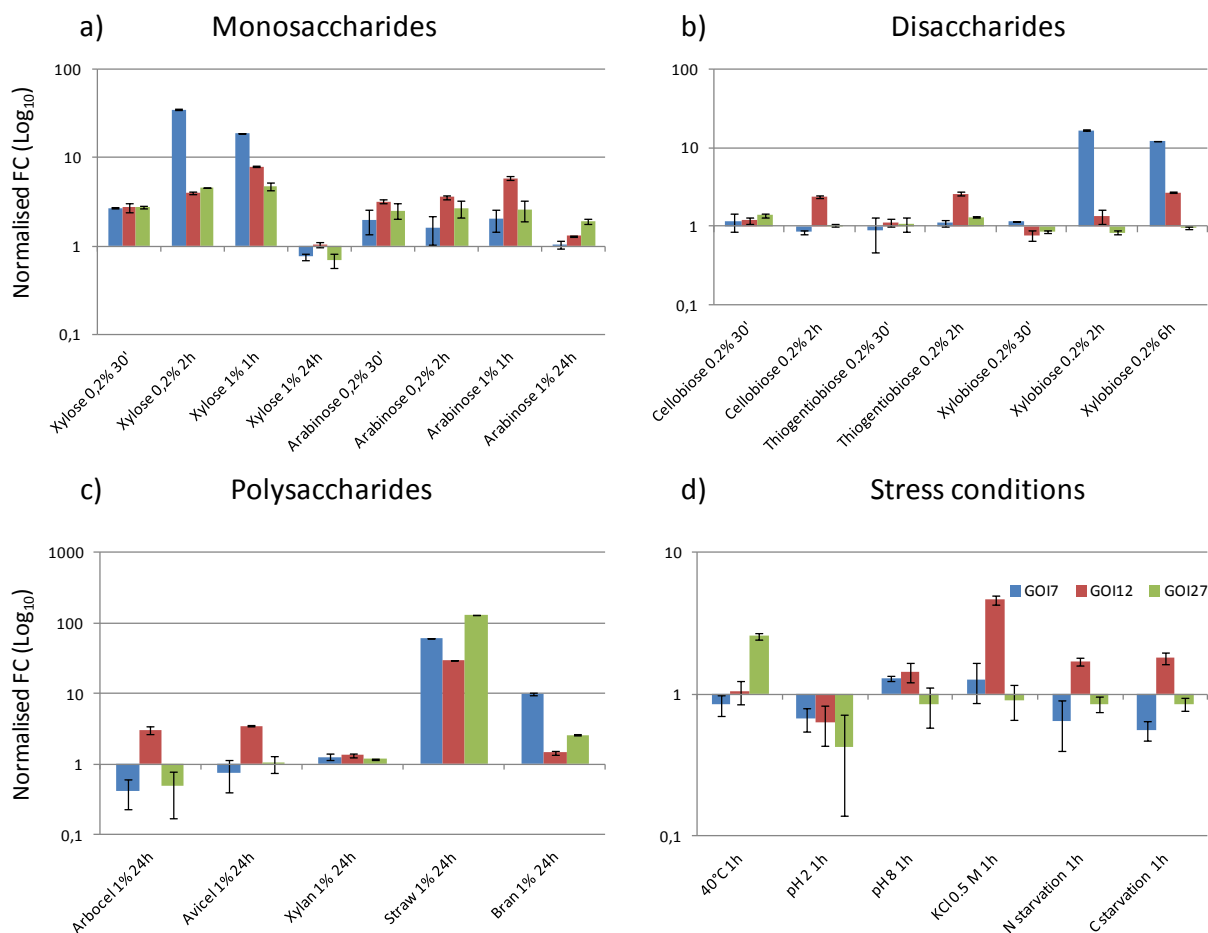 a) Monosaccharides
Normalised FC (Log10)
100
10
1
0,1
Xylose 0,2% 30'
Xylose 0,2% 2h
Xylose 1% 1h
Xylose 1% 24h
Arabinose 0,2% 30'
Arabinose 0,2% 2h
Arabinose 1% 1h
Arabinose 1% 24h
b) Disaccharides
100
10
1
0,1
Cellobiose 0.2% 30'
Cellobiose 0.2% 2h
Thiogentiobiose 0.2% 30'
Thiogentiobiose 0.2% 2h
Xylobiose 0.2% 30'
Xylobiose 0.2% 2h
Xylobiose 0.2% 6h
c) Polysaccharides
Normalised FC (Log10)
1000
100
10
1
0,1
Arbocel 1% 24h
Avicel 1% 24h
Xylan 1% 24h
Straw 1% 24h
Bran 1% 24h
d) Stress conditions
10
1
0,1
GOI7 GOI12 GOI27
40°C 1h
pH 2 1h
pH 8 1h
KCl 0.5 M 1h
N starvation 1h
C starvation 1h